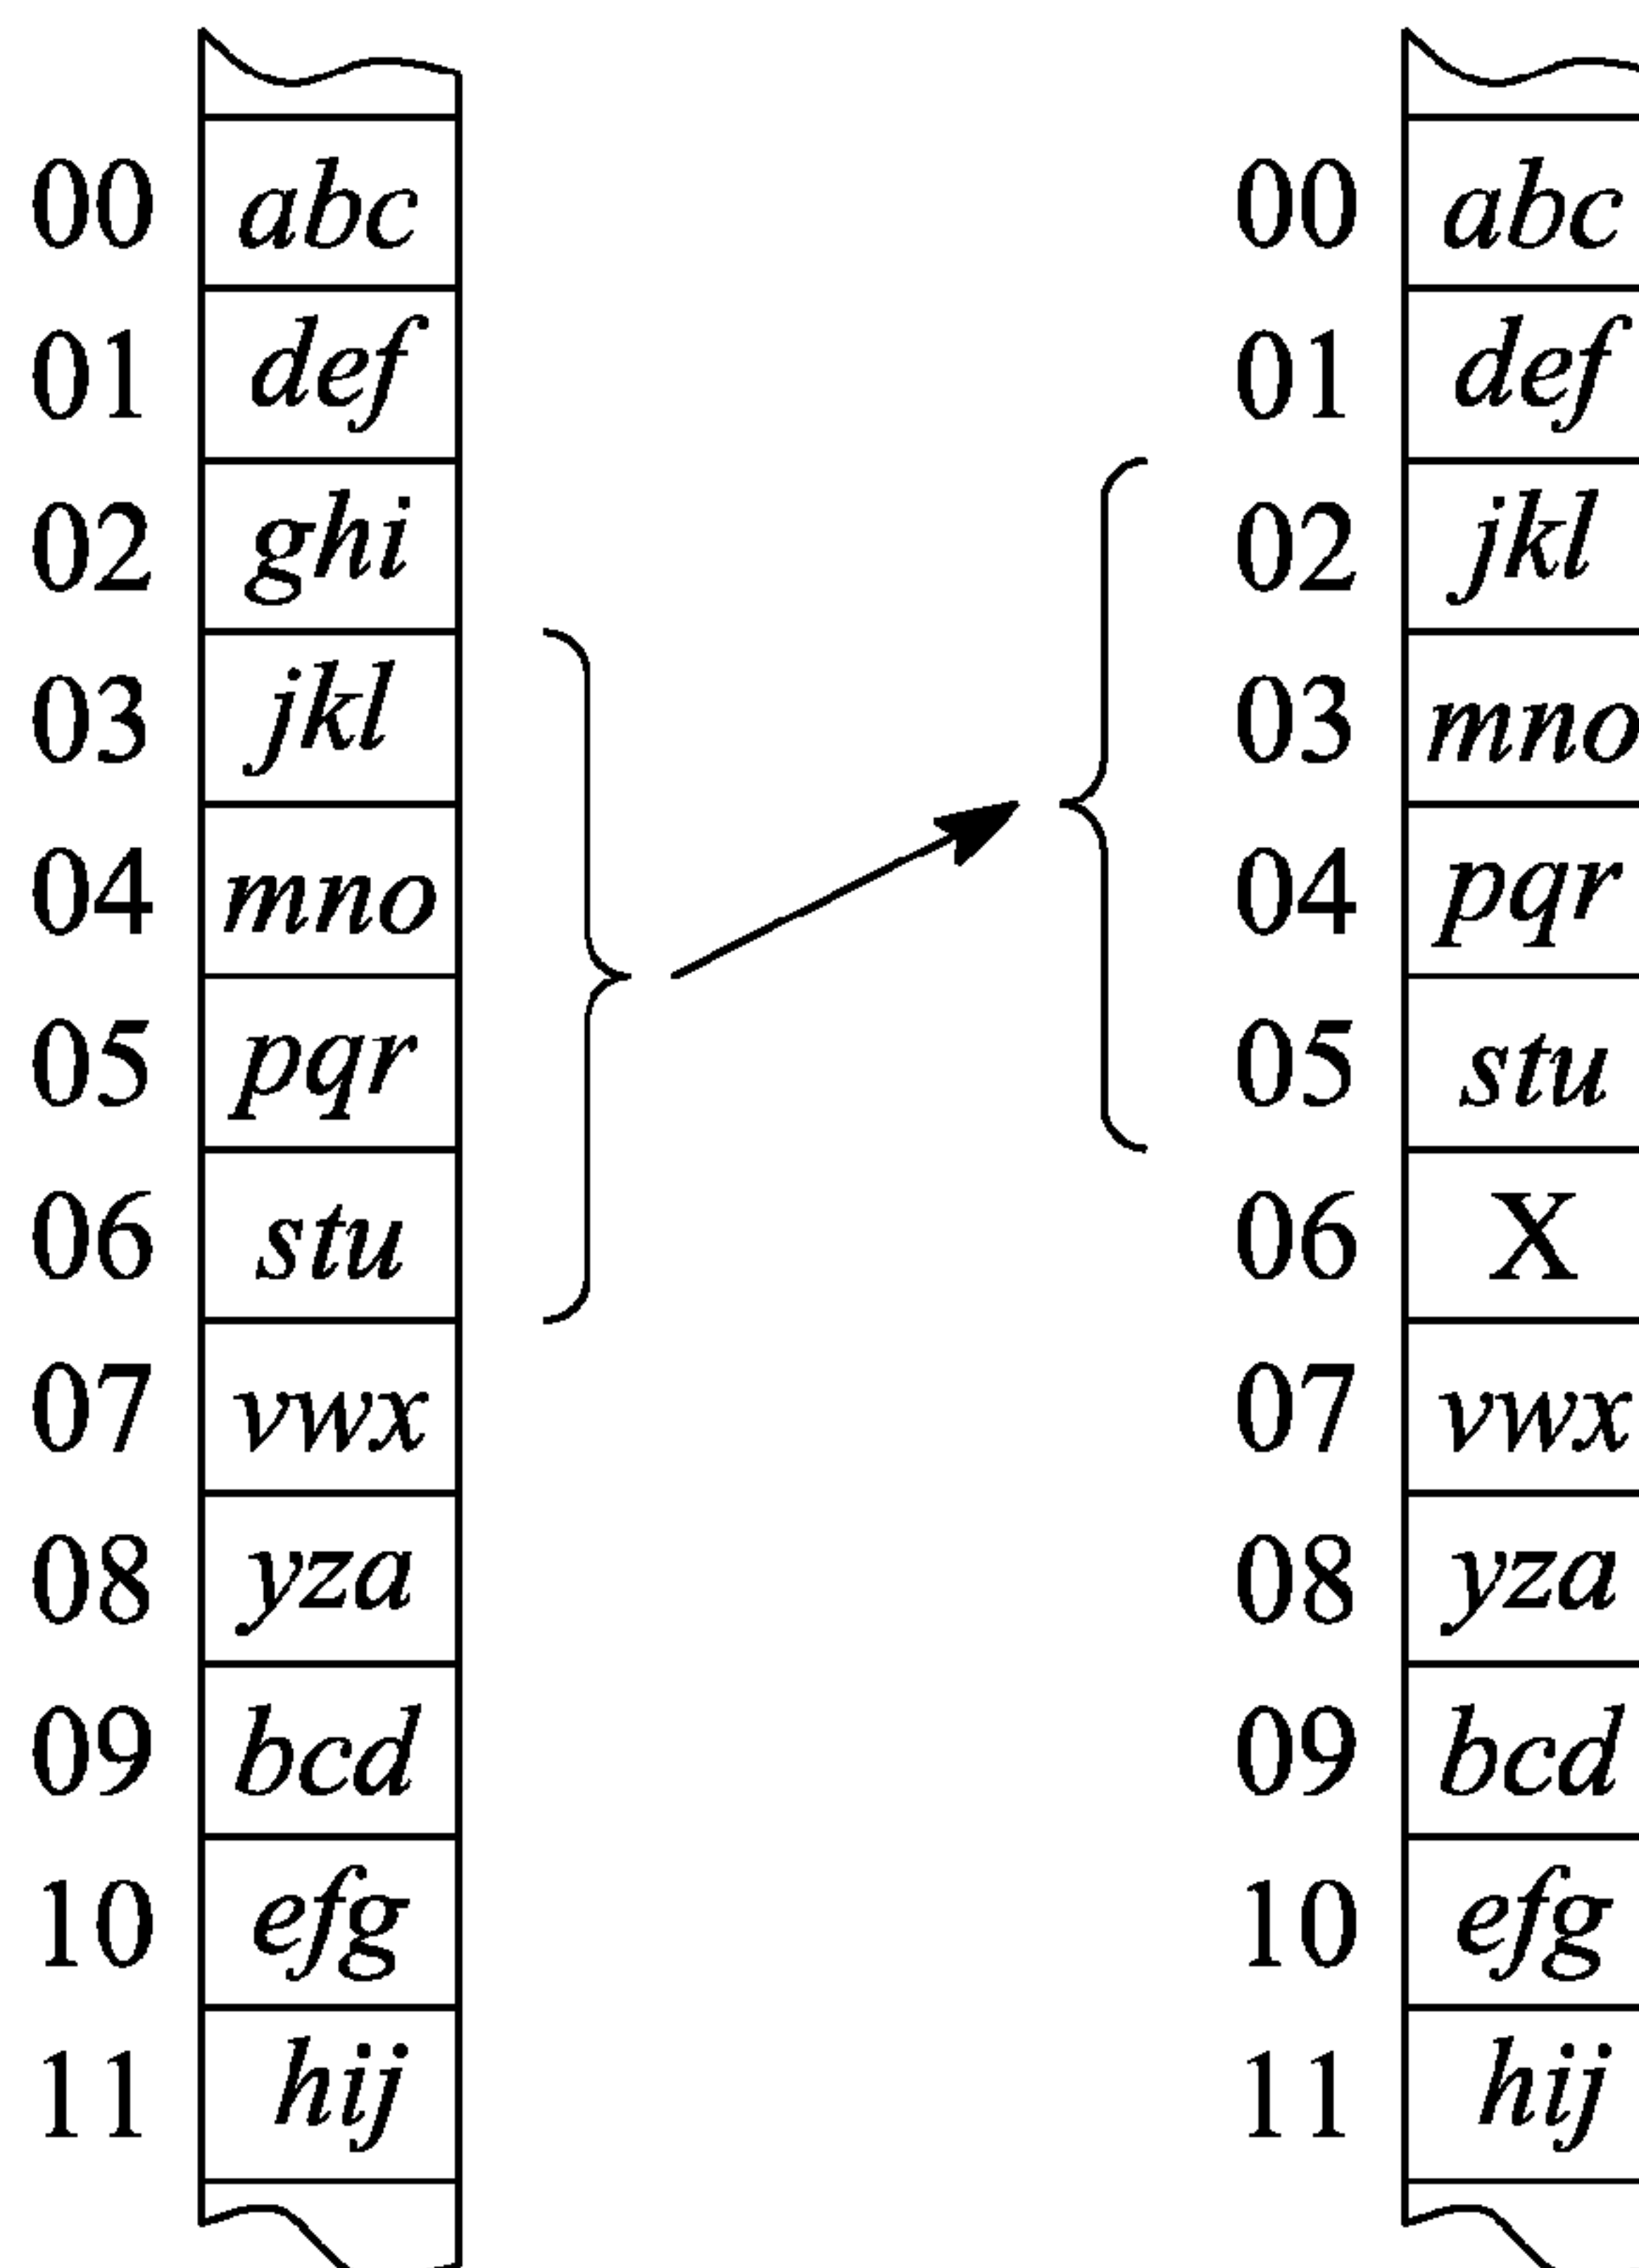 00 abc 00 abc
01 def 01 def
02 ghi 02 jkl
03 jkl 03 mno
04 mno 04 pqr
05 pqr 05 stu
06 stu 06 X
07 vwx 07 vwx
08 yza 08 yza
09 bcd 09 bcd
10 efg 10 efg
11 hij 11 hij